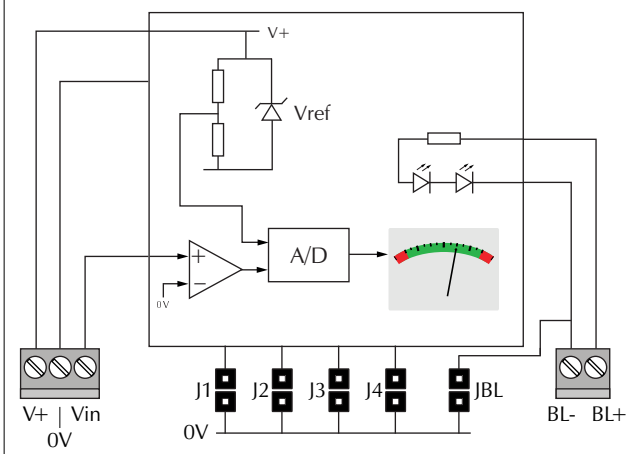 V+
Vref
+
A/D
0V
−
J1
J2
J3
J4
JBL
V+
Vin
BL-
BL+
0V
0V